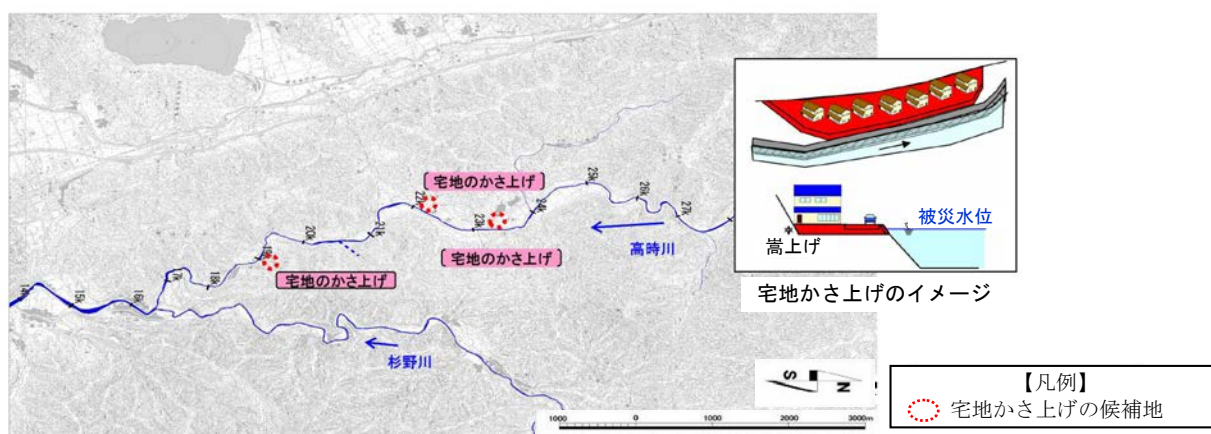 〔宅地のかさ上げ〕
〔宅地のかさ上げ〕
〔宅地のかさ上げ〕
14k
15k
16k
17k
18k
19k
20k
21k
22k
23k
24k
25k
26k
27k
高時川
杉野川
被災水位
嵩上げ
宅地かさ上げのイメージ
S
N
1000 0 1000 2000 3000m
【凡例】
宅地かさ上げの候補地